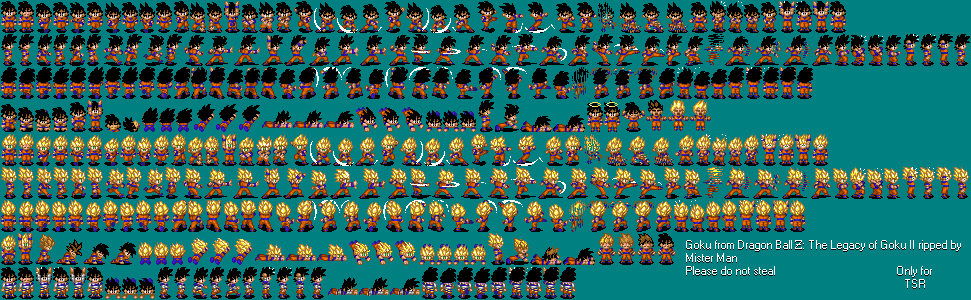 Goku from Dragon Ball Z: The Legacy of Goku II ripped by
Mister Man
Please do not steal
Only for
TSR